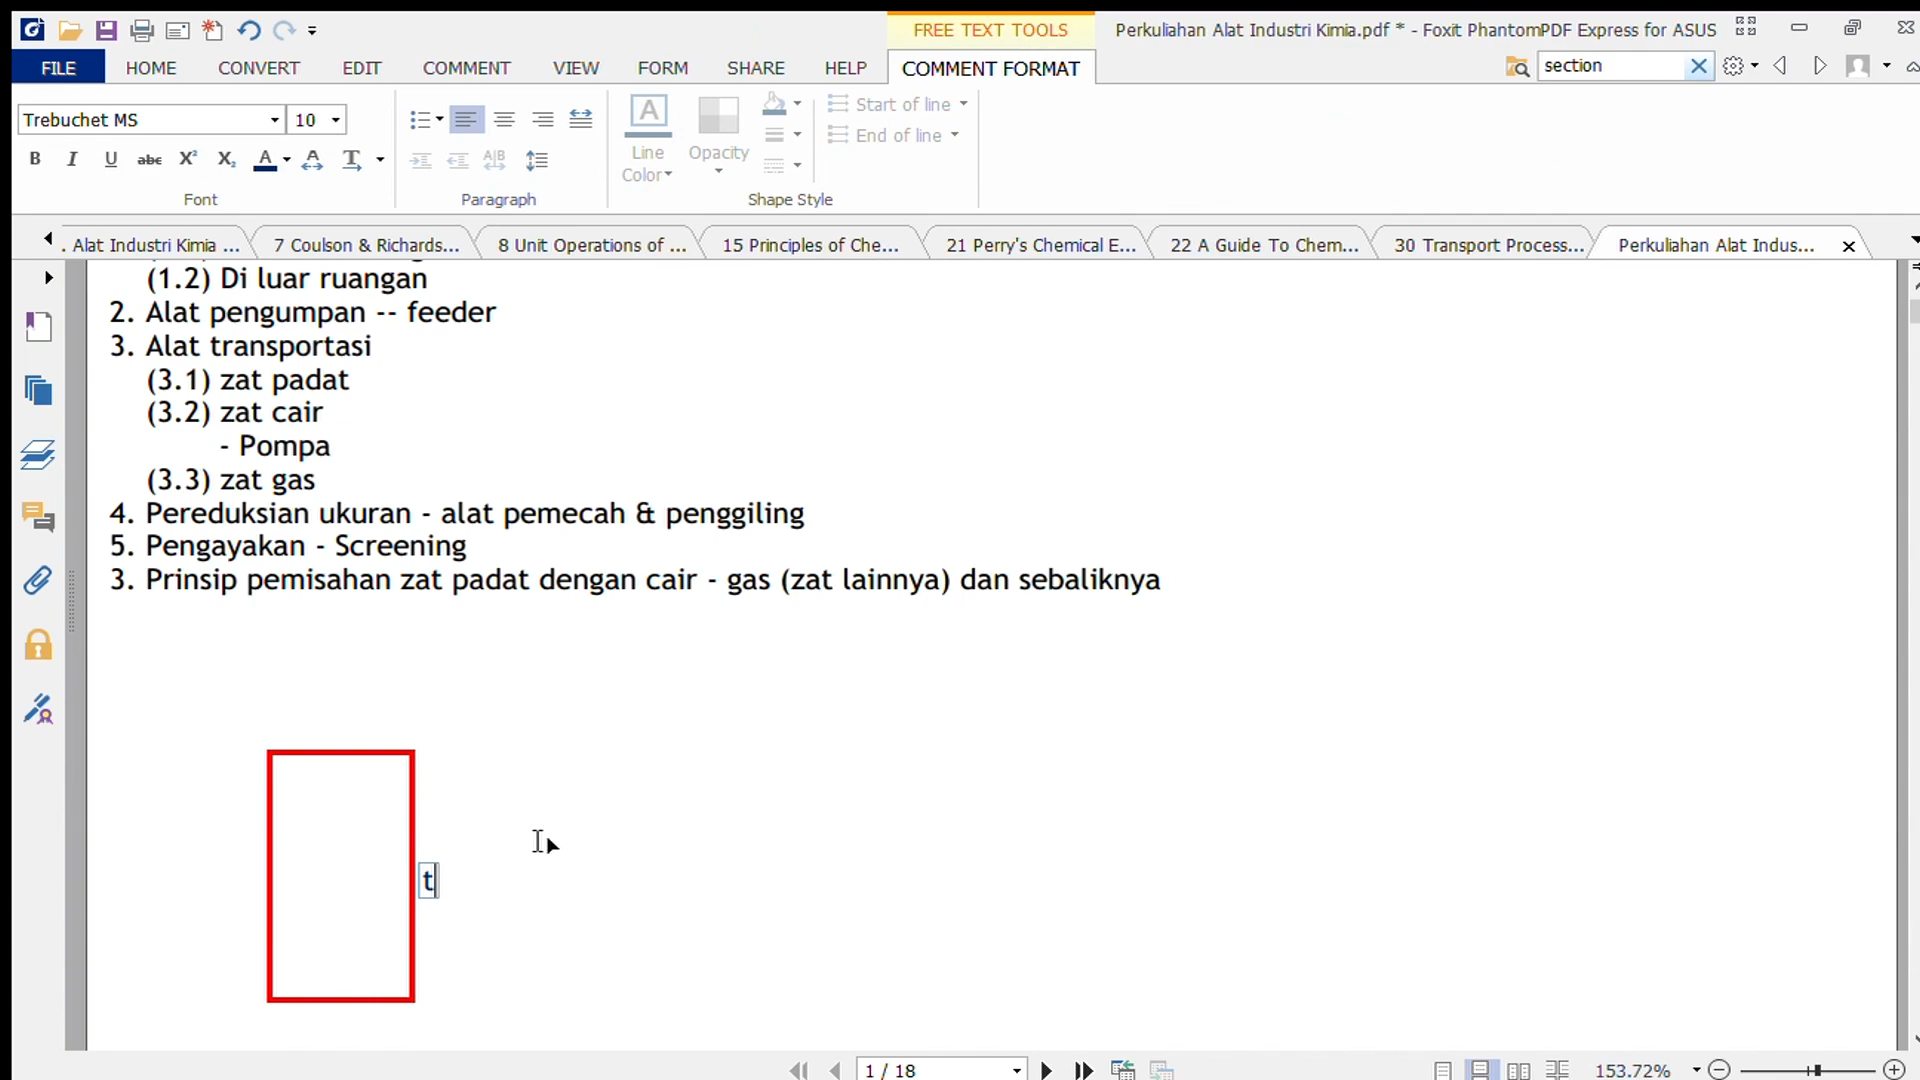 FREE TEXT TOOLS
Perkuliahan Alat Industri Kimia.pdf * - Foxit PhantomPDF Express for ASUS
FILE HOME CONVERT EDIT COMMENT VIEW FORM SHARE HELP COMMENT FORMAT
section
Trebuchet MS 10
Line
Color
Opacity
Start of line
End of line
B I U abc X² X₂ A A T
Font Paragraph Shape Style
. Alat Industri Kimia ... 7 Coulson & Richards... 8 Unit Operations of ... 15 Principles of Che... 21 Perry's Chemical E... 22 A Guide To Chem... 30 Transport Process... Perkuliahan Alat Indus...
(1.2) Di luar ruangan
2. Alat pengumpan -- feeder
3. Alat transportasi
(3.1) zat padat
(3.2) zat cair
- Pompa
(3.3) zat gas
4. Pereduksian ukuran - alat pemecah & penggiling
5. Pengayakan - Screening
3. Prinsip pemisahan zat padat dengan cair - gas (zat lainnya) dan sebaliknya
t
1 / 18
153.72%